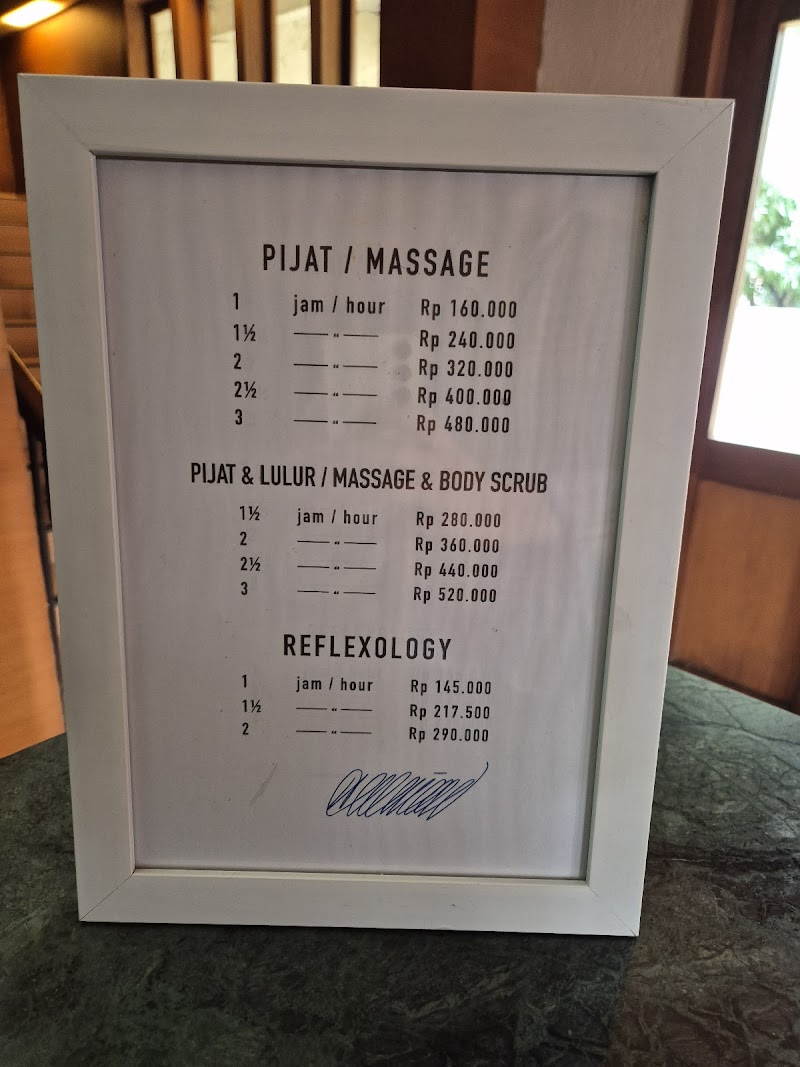 PIJAT / MASSAGE
1 jam / hour Rp 160.000
1½ — “ — Rp 240.000
2 — “ — Rp 320.000
2½ — “ — Rp 400.000
3 — “ — Rp 480.000
PIJAT & LULUR / MASSAGE & BODY SCRUB
1½ jam / hour Rp 280.000
2 — “ — Rp 360.000
2½ — “ — Rp 440.000
3 — “ — Rp 520.000
REFLEXOLOGY
1 jam / hour Rp 145.000
1½ — “ — Rp 217.500
2 — “ — Rp 290.000